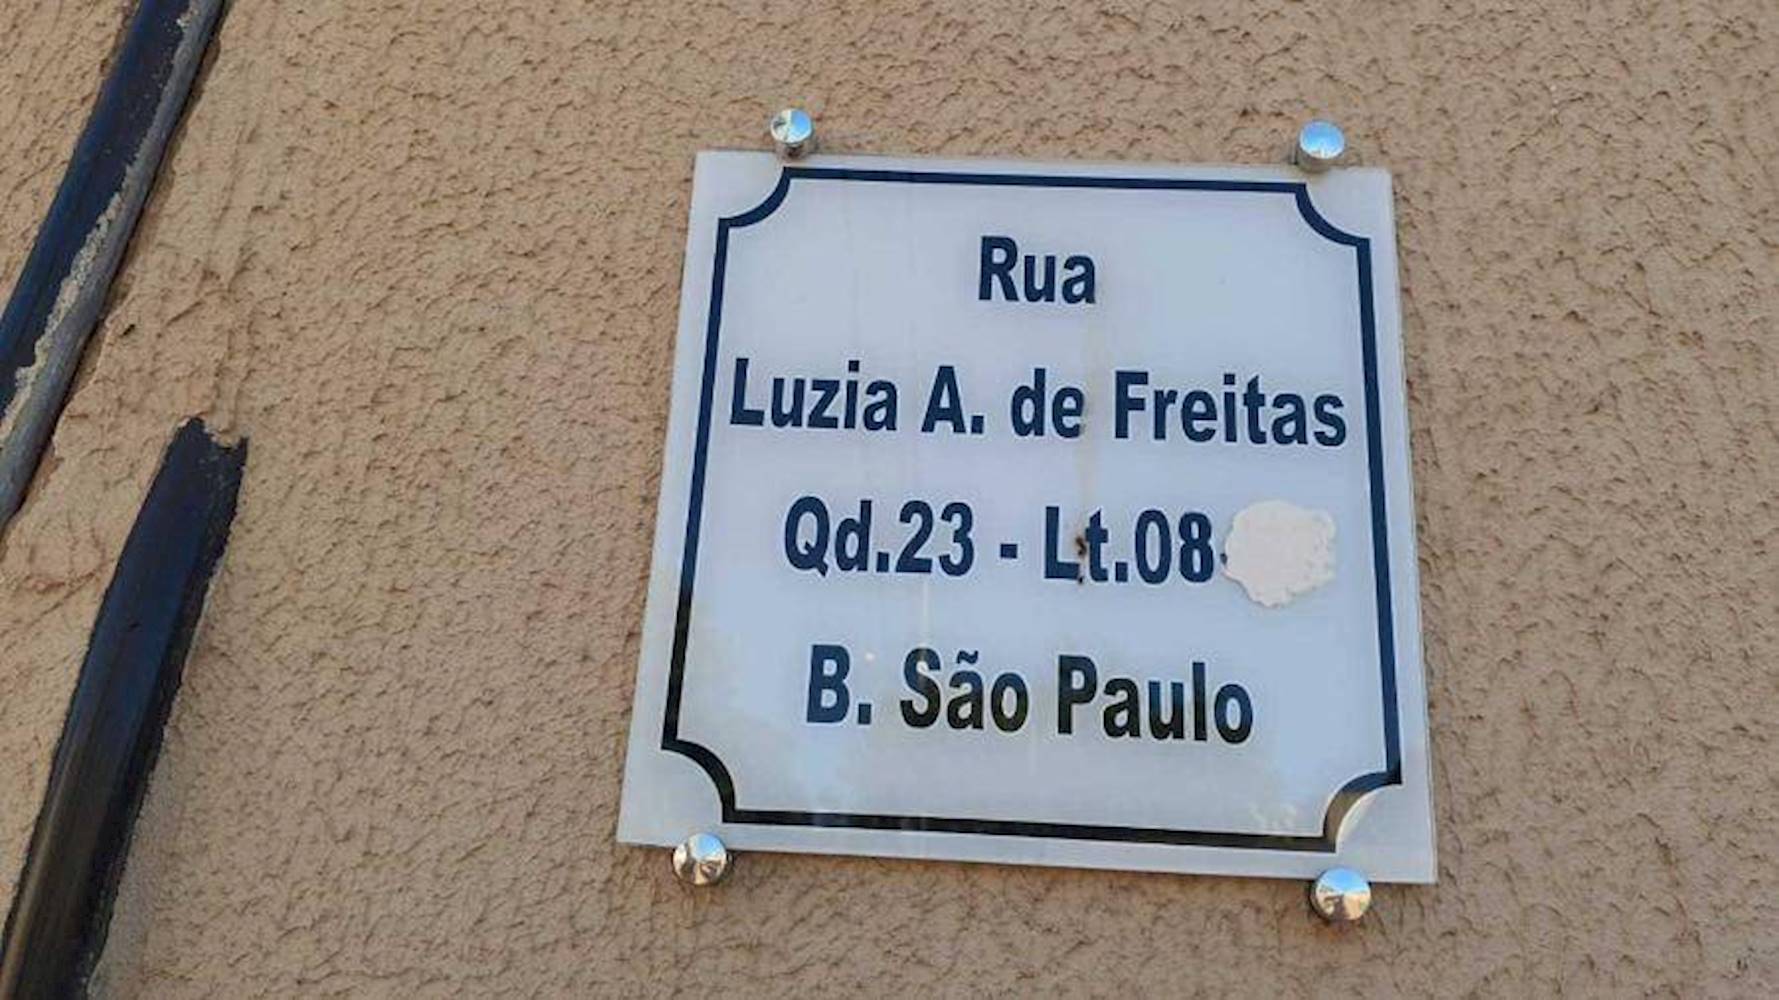 Rua
Luzia A. de Freitas
Qd.23 - Lt.08
B. São Paulo